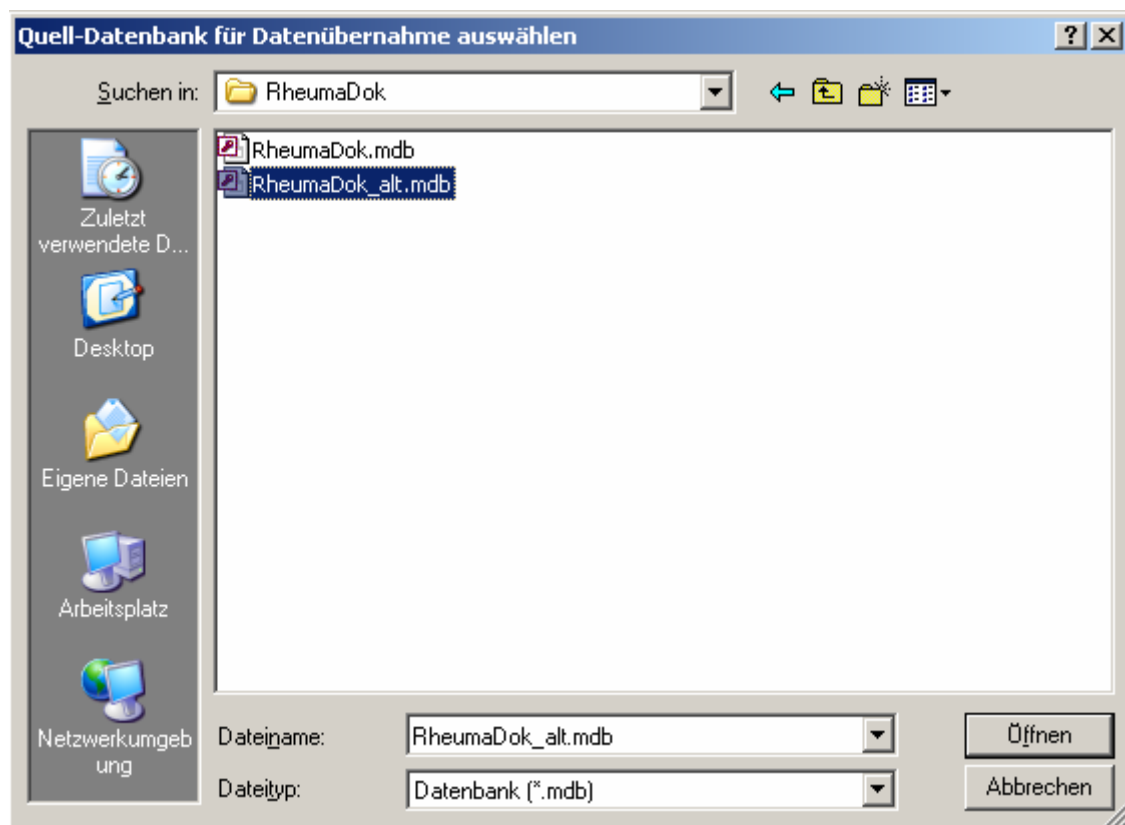 Quell-Datenbank für Datenübernahme auswählen
Suchen in:
RheumaDok
RheumaDok.mdb
RheumaDok_alt.mdb
Zuletzt
verwendete D...
Desktop
Eigene Dateien
Arbeitsplatz
Netzwerkumgeb
ung
Dateiname:
RheumaDok_alt.mdb
Öffnen
Dateityp:
Datenbank (*.mdb)
Abbrechen